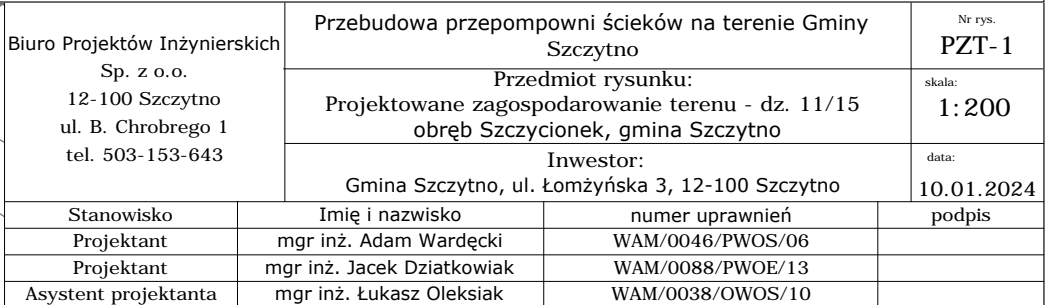 Biuro Projektów Inżynierskich
Sp. z o.o.
12-100 Szczytno
ul. B. Chrobrego 1
tel. 503-153-643
Przebudowa przepompowni ścieków na terenie Gminy
Szczytno
Nr rys.
PZT-1
Przedmiot rysunku:
Projektowane zagospodarowanie terenu - dz. 11/15
obręb Szczycionek, gmina Szczytno
skala:
1:200
Inwestor:
Gmina Szczytno, ul. Łomżyńska 3, 12-100 Szczytno
data:
10.01.2024
Stanowisko Imię i nazwisko numer uprawnień podpis
Projektant mgr inż. Adam Wardęcki WAM/0046/PWOS/06
Projektant mgr inż. Jacek Dziatkowiak WAM/0088/PWOE/13
Asystent projektanta mgr inż. Łukasz Oleksiak WAM/0038/OWOS/10